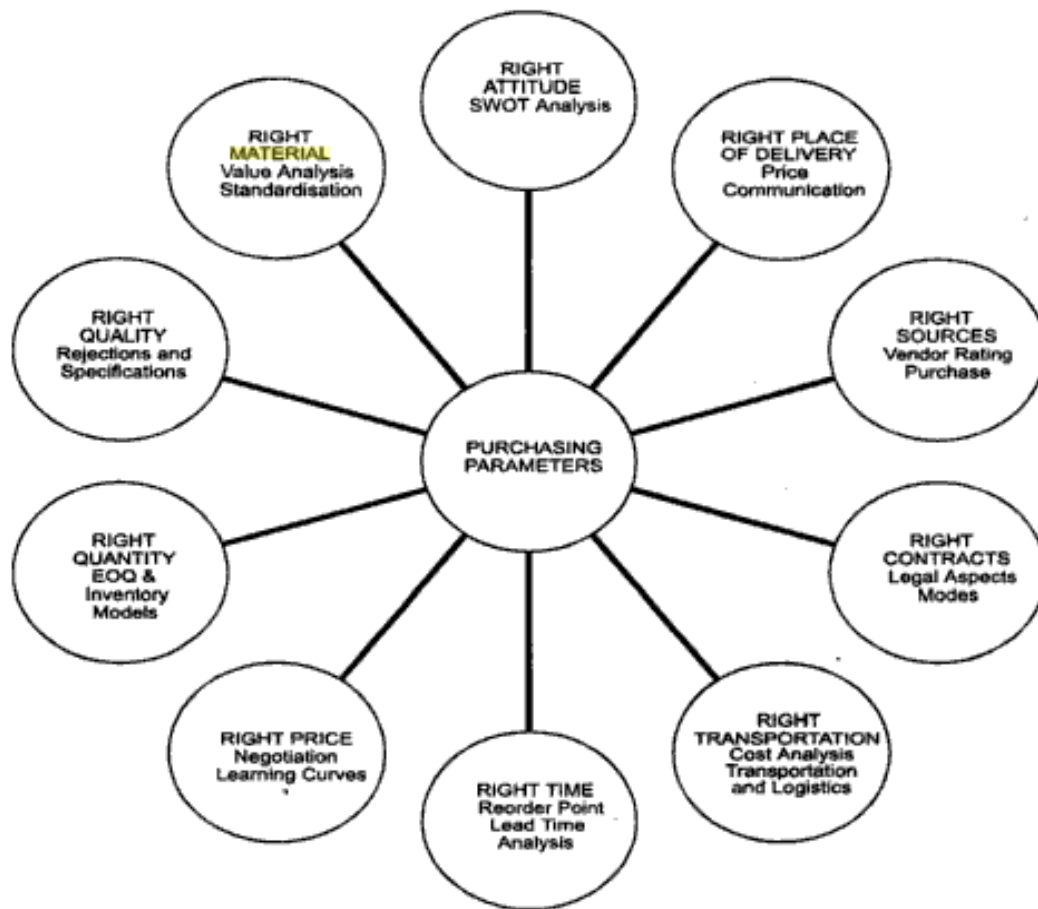 RIGHT
ATTITUDE
SWOT Analysis
RIGHT PLACE
OF DELIVERY
Price
Communication
RIGHT
SOURCES
Vendor Rating
Purchase
RIGHT
CONTRACTS
Legal Aspects
Modes
RIGHT
TRANSPORTATION
Cost Analysis
Transportation
and Logistics
RIGHT TIME
Reorder Point
Lead Time
Analysis
RIGHT PRICE
Negotiation
Learning Curves
RIGHT
QUANTITY
EOQ &
Inventory
Models
RIGHT
QUALITY
Rejections and
Specifications
RIGHT
MATERIAL
Value Analysis
Standardisation
PURCHASING
PARAMETERS